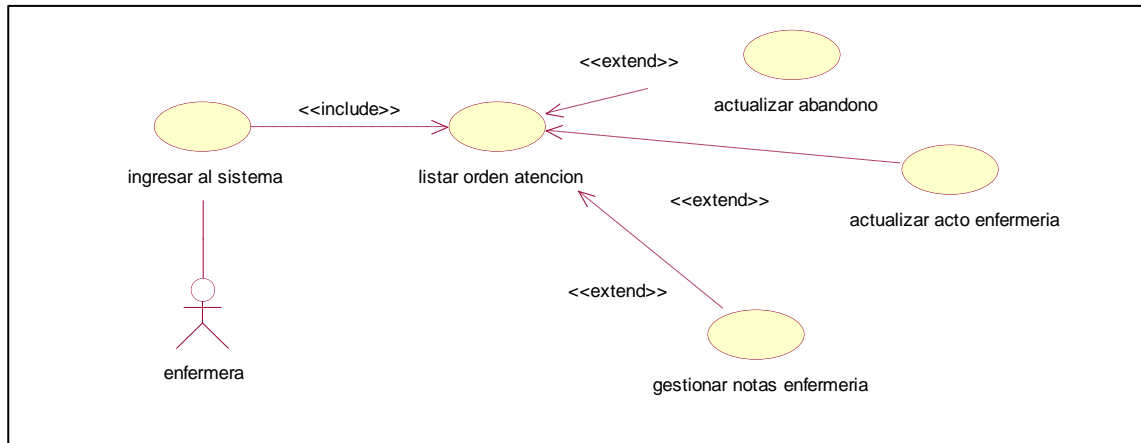 <<extend>>
actualizar abandono
<<include>>
ingresar al sistema
listar orden atencion
<<extend>>
actualizar acto enfermeria
<<extend>>
enfermera
gestionar notas enfermeria